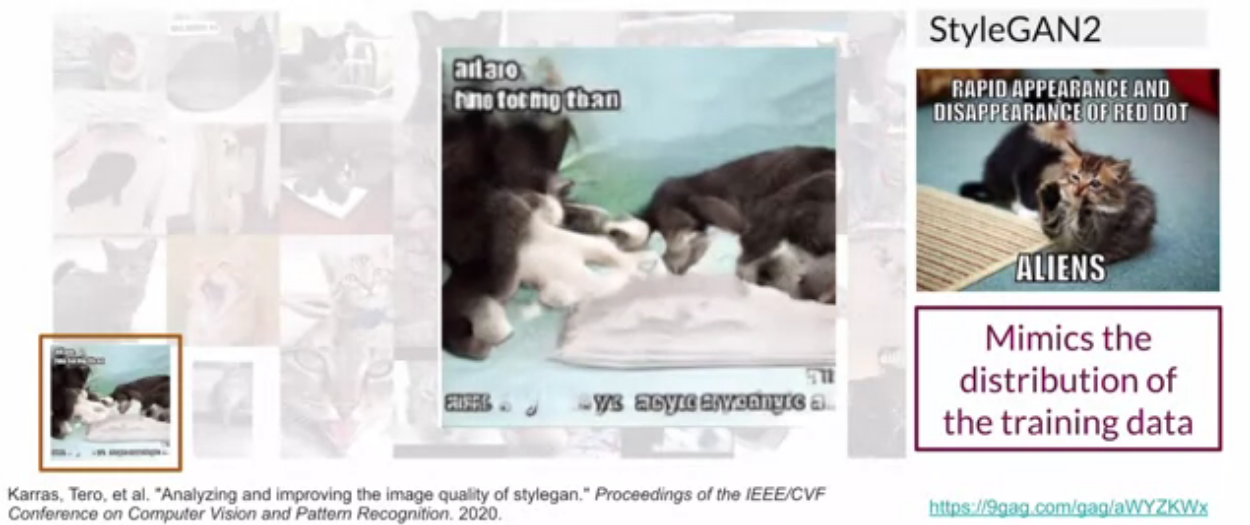 StyleGAN2
RAPID APPEARANCE AND
DISAPPEARANCE OF RED DOT
ALIENS
Mimics the
distribution of
the training data
Karras, Tero, et al. "Analyzing and improving the image quality of stylegan." Proceedings of the IEEE/CVF
Conference on Computer Vision and Pattern Recognition. 2020.
https://9gag.com/gag/aWYZKWx